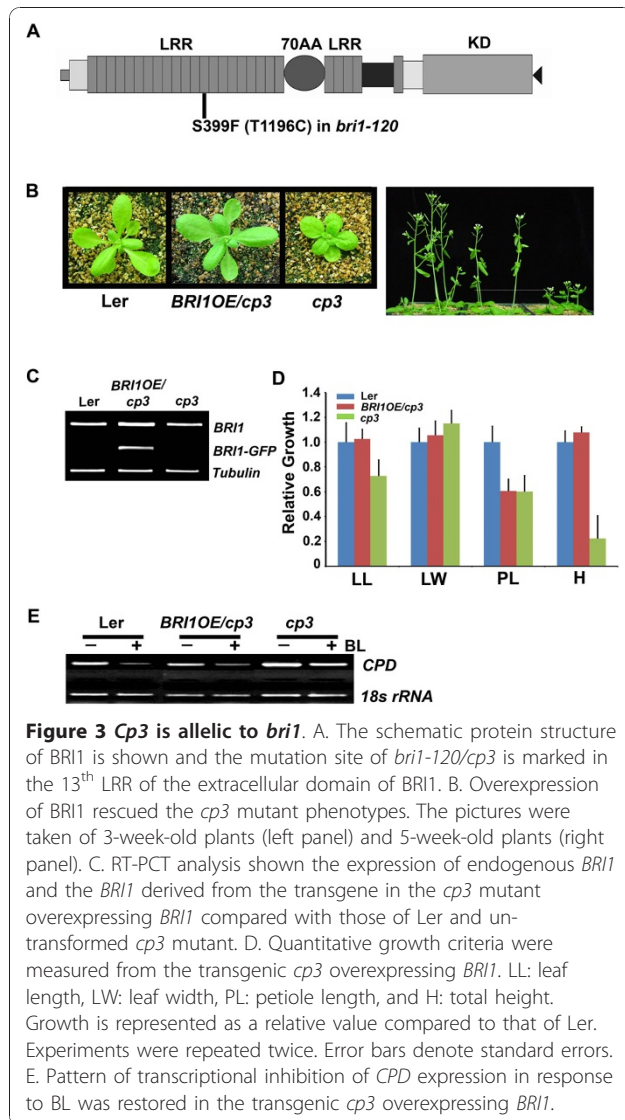 A
LRR 70AA LRR KD
S399F (T1196C) in bri1-120
B
Ler BRI1OE/cp3 cp3
C
BRI1OE/
Ler cp3 cp3
BRI1
BRI1-GFP
Tubulin
D
Relative Growth
1.4
1.2
1.0
0.8
0.6
0.4
0.2
0
Ler
BRI1OE/cp3
cp3
LL LW PL H
E
Ler BRI1OE/cp3 cp3
– + – + – + BL
CPD
18s rRNA
Figure 3 Cp3 is allelic to bri1. A. The schematic protein structure
of BRI1 is shown and the mutation site of bri1-120/cp3 is marked in
the 13th LRR of the extracellular domain of BRI1. B. Overexpression
of BRI1 rescued the cp3 mutant phenotypes. The pictures were
taken of 3-week-old plants (left panel) and 5-week-old plants (right
panel). C. RT-PCT analysis shown the expression of endogenous BRI1
and the BRI1 derived from the transgene in the cp3 mutant
overexpressing BRI1 compared with those of Ler and un-
transformed cp3 mutant. D. Quantitative growth criteria were
measured from the transgenic cp3 overexpressing BRI1. LL: leaf
length, LW: leaf width, PL: petiole length, and H: total height.
Growth is represented as a relative value compared to that of Ler.
Experiments were repeated twice. Error bars denote standard errors.
E. Pattern of transcriptional inhibition of CPD expression in response
to BL was restored in the transgenic cp3 overexpressing BRI1.